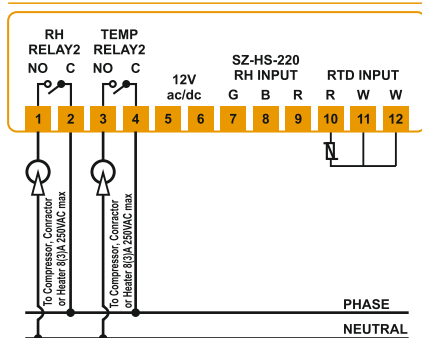 RH RELAY2
TEMP RELAY2
SZ-HS-220 RH INPUT
RTD INPUT
12V ac/dc
NO C NO C G B R R W W
1 2 3 4 5 6 7 8 9 10 11 12
To Compressor, Conractor
or Heater 8(3)A 250VAC max
To Compressor, Conractor
or Heater 8(3)A 250VAC max
PHASE
NEUTRAL